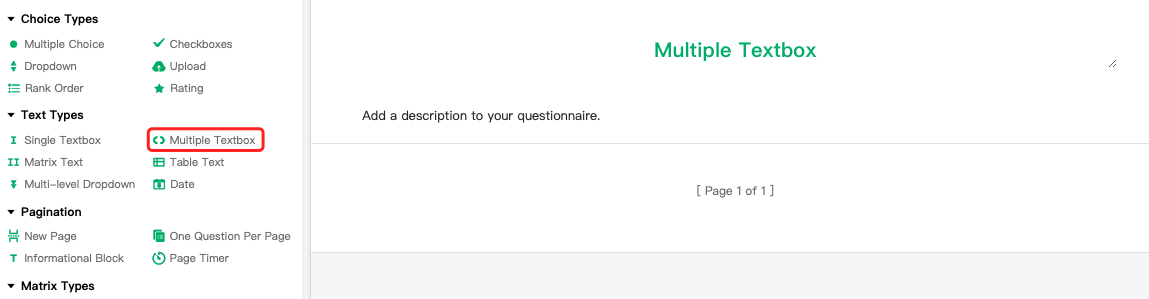 Choice Types
Multiple Choice
Checkboxes
Dropdown
Upload
Rank Order
Rating
Text Types
Single Textbox
Multiple Textbox
Matrix Text
Table Text
Multi-level Dropdown
Date
Pagination
New Page
One Question Per Page
Informational Block
Page Timer
Matrix Types
Multiple Textbox
Add a description to your questionnaire.
[ Page 1 of 1 ]